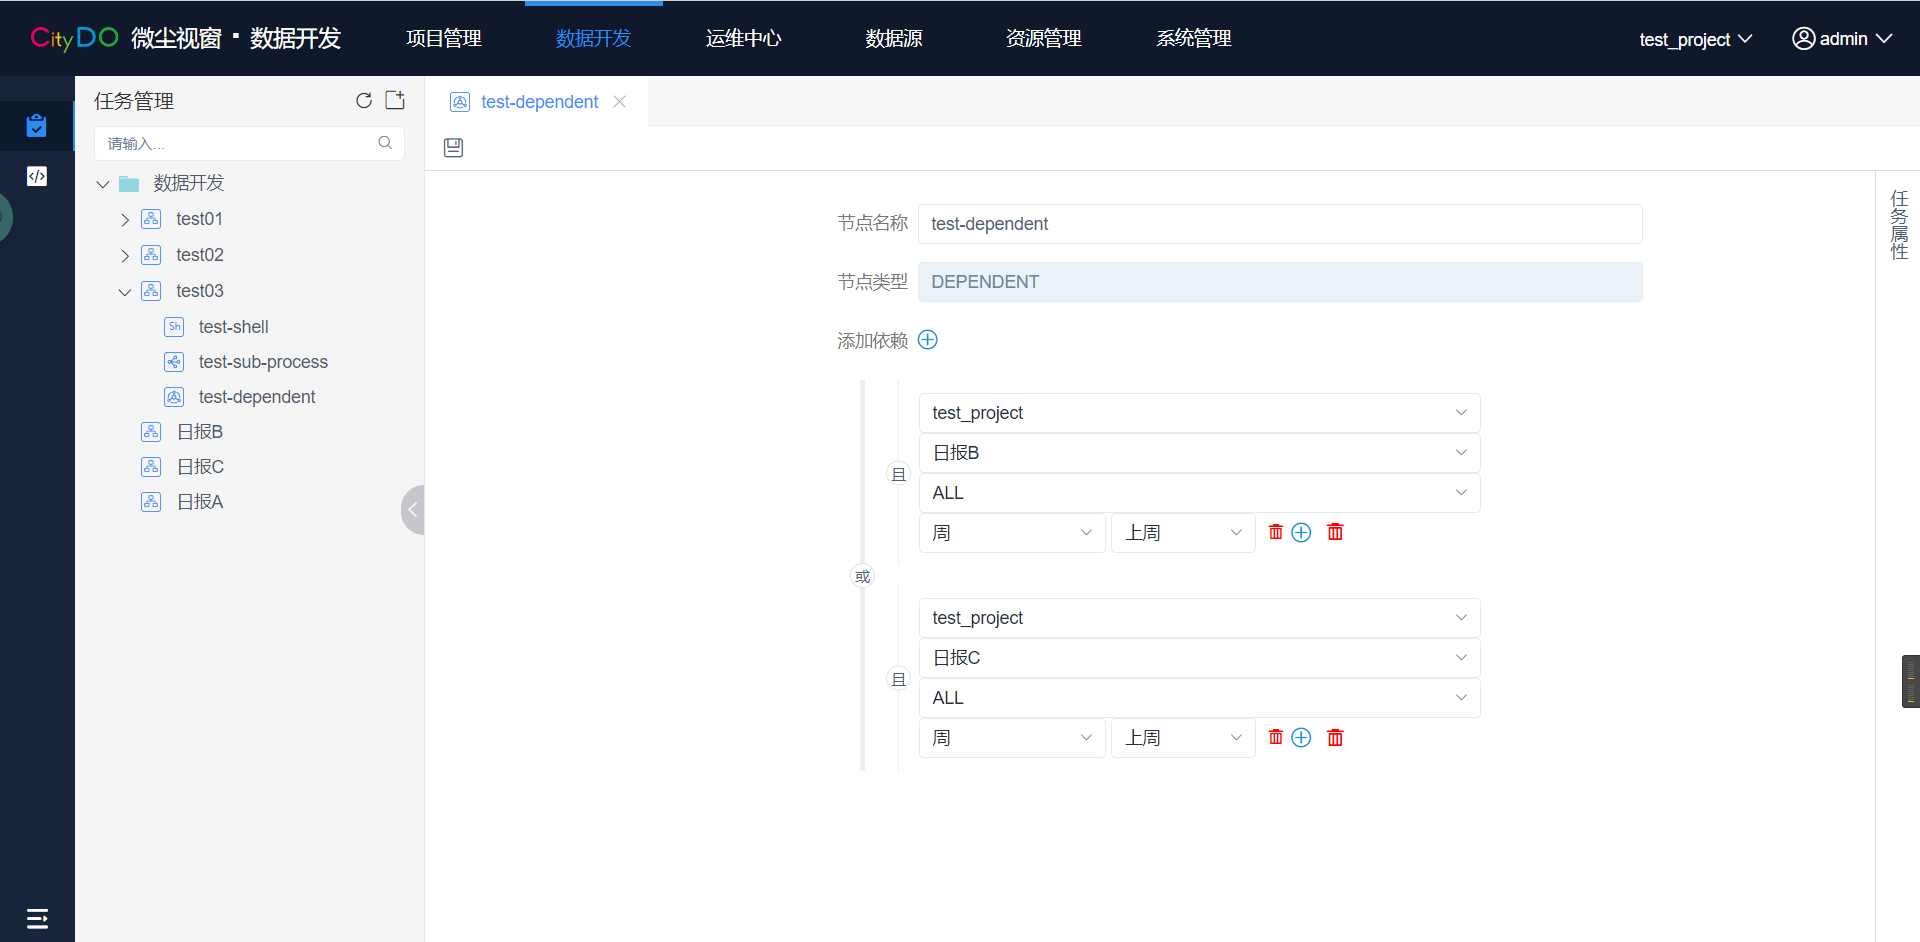 CityDO 微尘视窗·数据开发
项目管理
数据开发
运维中心
数据源
资源管理
系统管理
test_project
admin
任务管理
请输入...
数据开发
test01
test02
test03
Sh test-shell
test-sub-process
test-dependent
日报B
日报C
日报A
test-dependent
节点名称
test-dependent
节点类型
DEPENDENT
添加依赖
或
且
test_project
日报B
ALL
周
上周
且
test_project
日报C
ALL
周
上周
任务属性